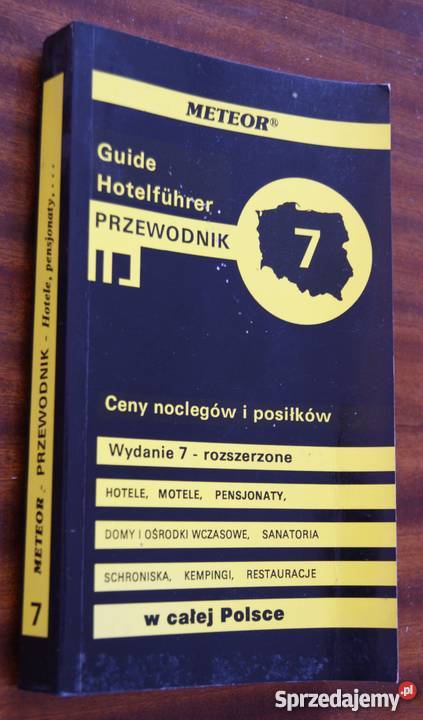 METEOR®
Guide
Hotelführer
PRZEWODNIK
7
Ceny noclegów i posiłków
Wydanie 7 - rozszerzone
HOTELE, MOTELE, PENSJONATY,
DOMY I OŚRODKI WCZASOWE, SANATORIA
SCHRONISKA, KEMPINGI, RESTAURACJE
w całej Polsce
7 METEOR - PRZEWODNIK - Hotele, pensjonaty,. . .
Sprzedajemy.pl